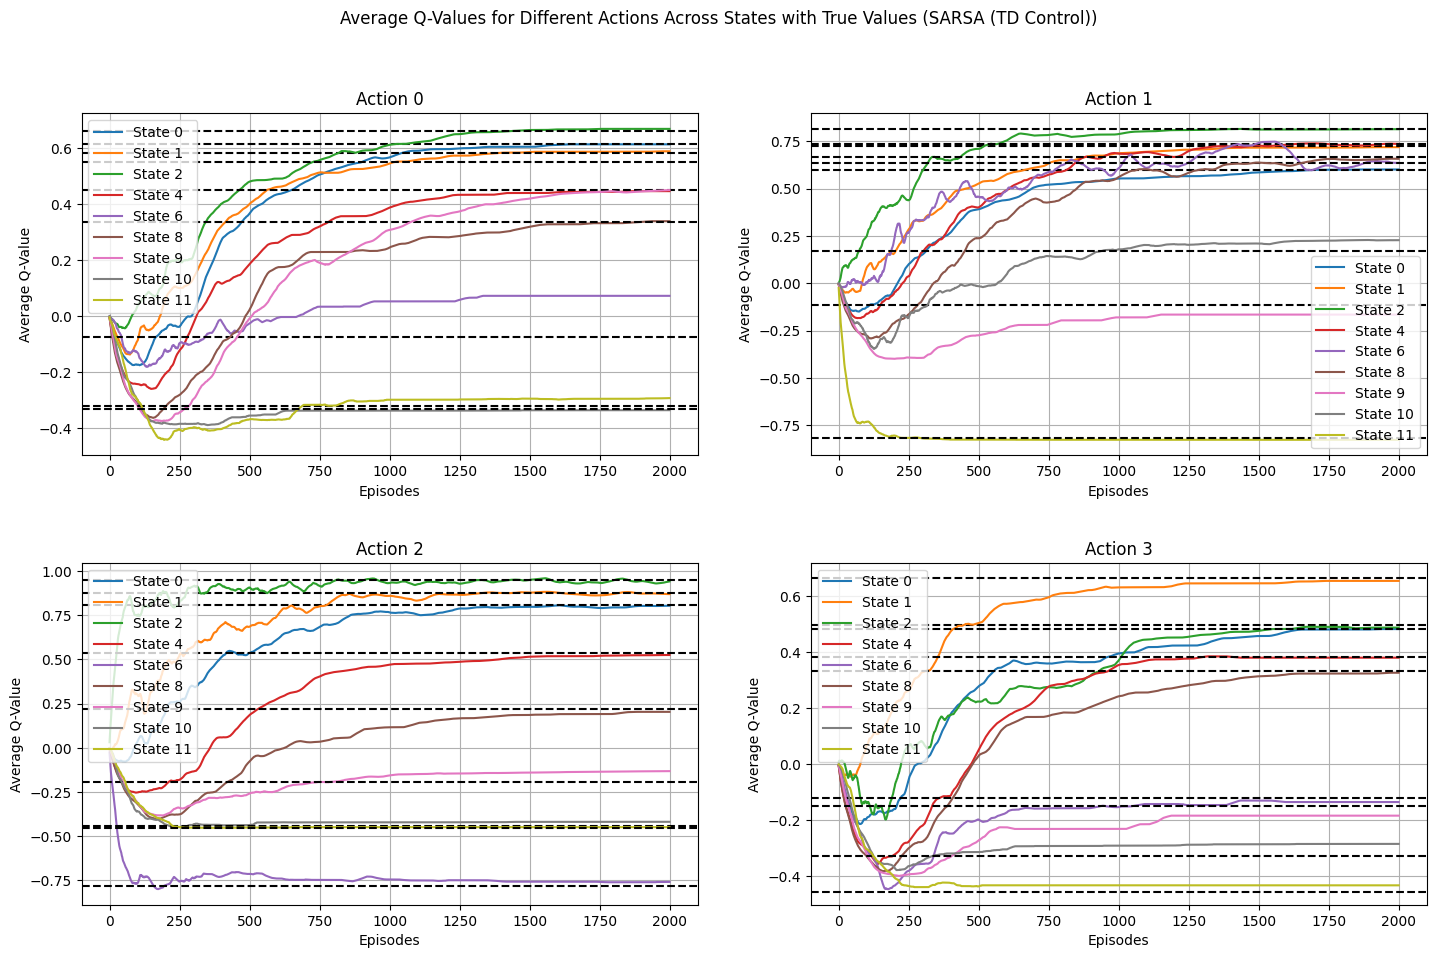 Average Q-Values for Different Actions Across States with True Values (SARSA (TD Control))
Action 0
Average Q-Value
0.6
0.4
0.2
0.0
−0.2
−0.4
State 0
State 1
State 2
State 4
State 6
State 8
State 9
State 10
State 11
0
250
500
750
1000
1250
1500
1750
2000
Episodes
Action 1
Average Q-Value
0.75
0.50
0.25
0.00
−0.25
−0.50
−0.75
State 0
State 1
State 2
State 4
State 6
State 8
State 9
State 10
State 11
0
250
500
750
1000
1250
1500
1750
2000
Episodes
Action 2
Average Q-Value
1.00
0.75
0.50
0.25
0.00
−0.25
−0.50
−0.75
State 0
State 1
State 2
State 4
State 6
State 8
State 9
State 10
State 11
0
250
500
750
1000
1250
1500
1750
2000
Episodes
Action 3
Average Q-Value
0.6
0.4
0.2
0.0
−0.2
−0.4
State 0
State 1
State 2
State 4
State 6
State 8
State 9
State 10
State 11
0
250
500
750
1000
1250
1500
1750
2000
Episodes